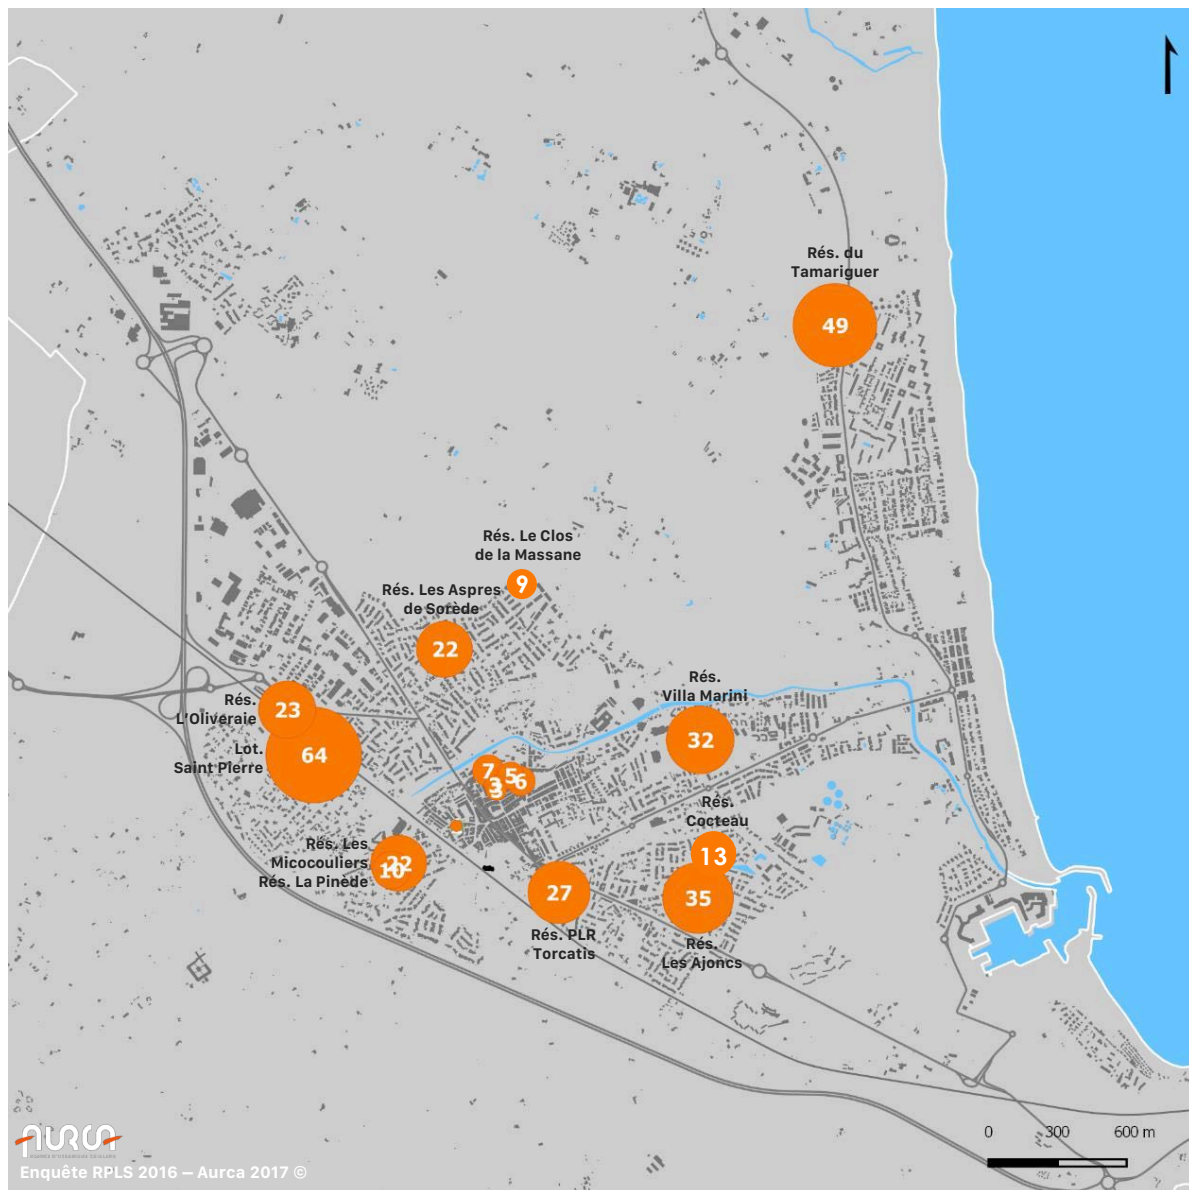 Rés. du
Tamariguer
49
Rés. Le Clos
de la Massane
9
Rés. Les Aspres
de Sorède
22
Rés.
L'Oliveraie
23
Lot.
Saint Pierre
64
Rés.
Villa Marini
32
7
5
6
3
Rés.
Cocteau
13
Rés. Les
Micocouliers
Rés. La Pinède
22
10
27
Rés. PLR
Torcatis
35
Rés.
Les Ajoncs
0 300 600 m
AURCA
Enquête RPLS 2016 – Aurca 2017 ©